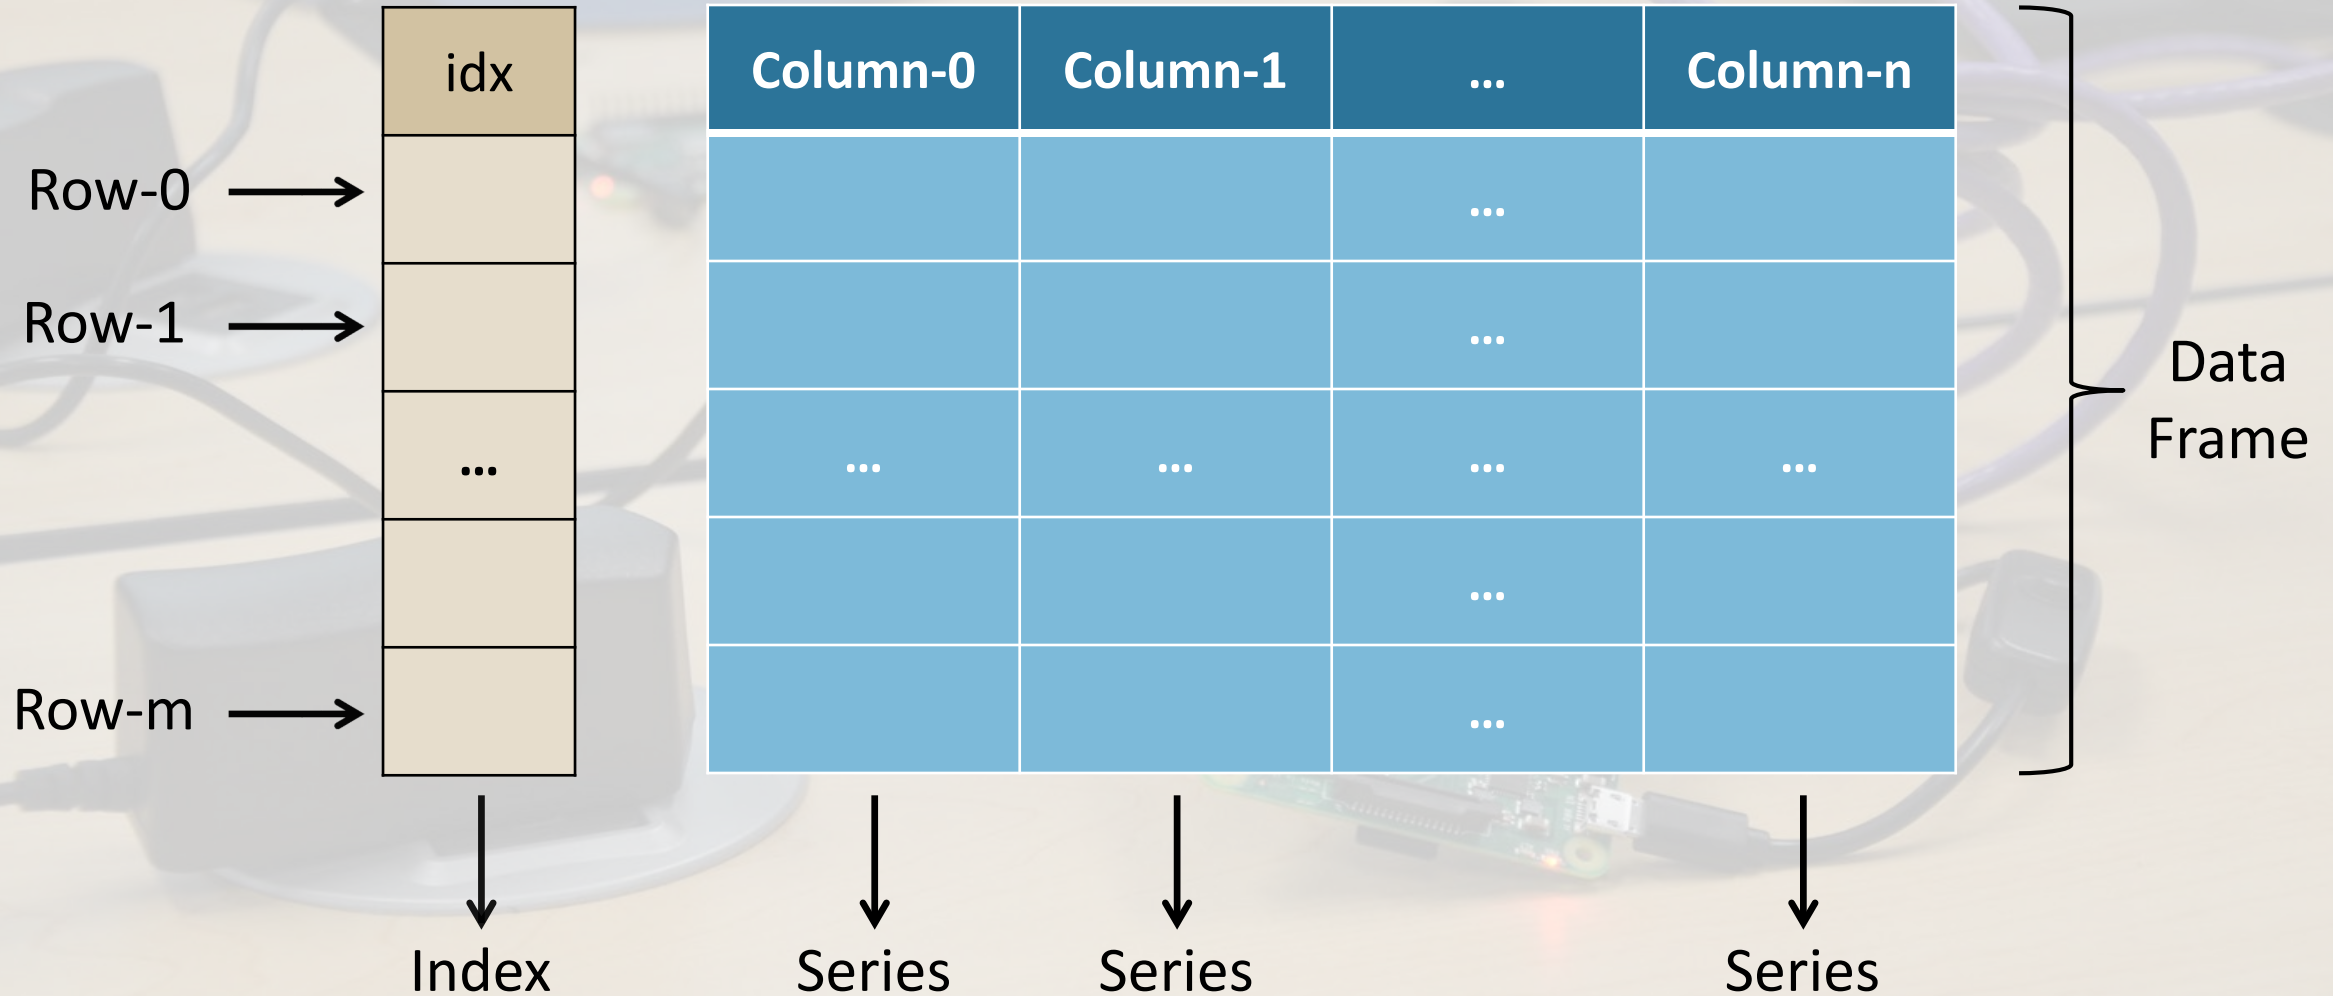 idx
Column-0 Column-1 ... Column-n
Row-0 ...
Row-1 ...
... ... ... ... ...
...
Row-m ...
Data
Frame
Index Series Series Series